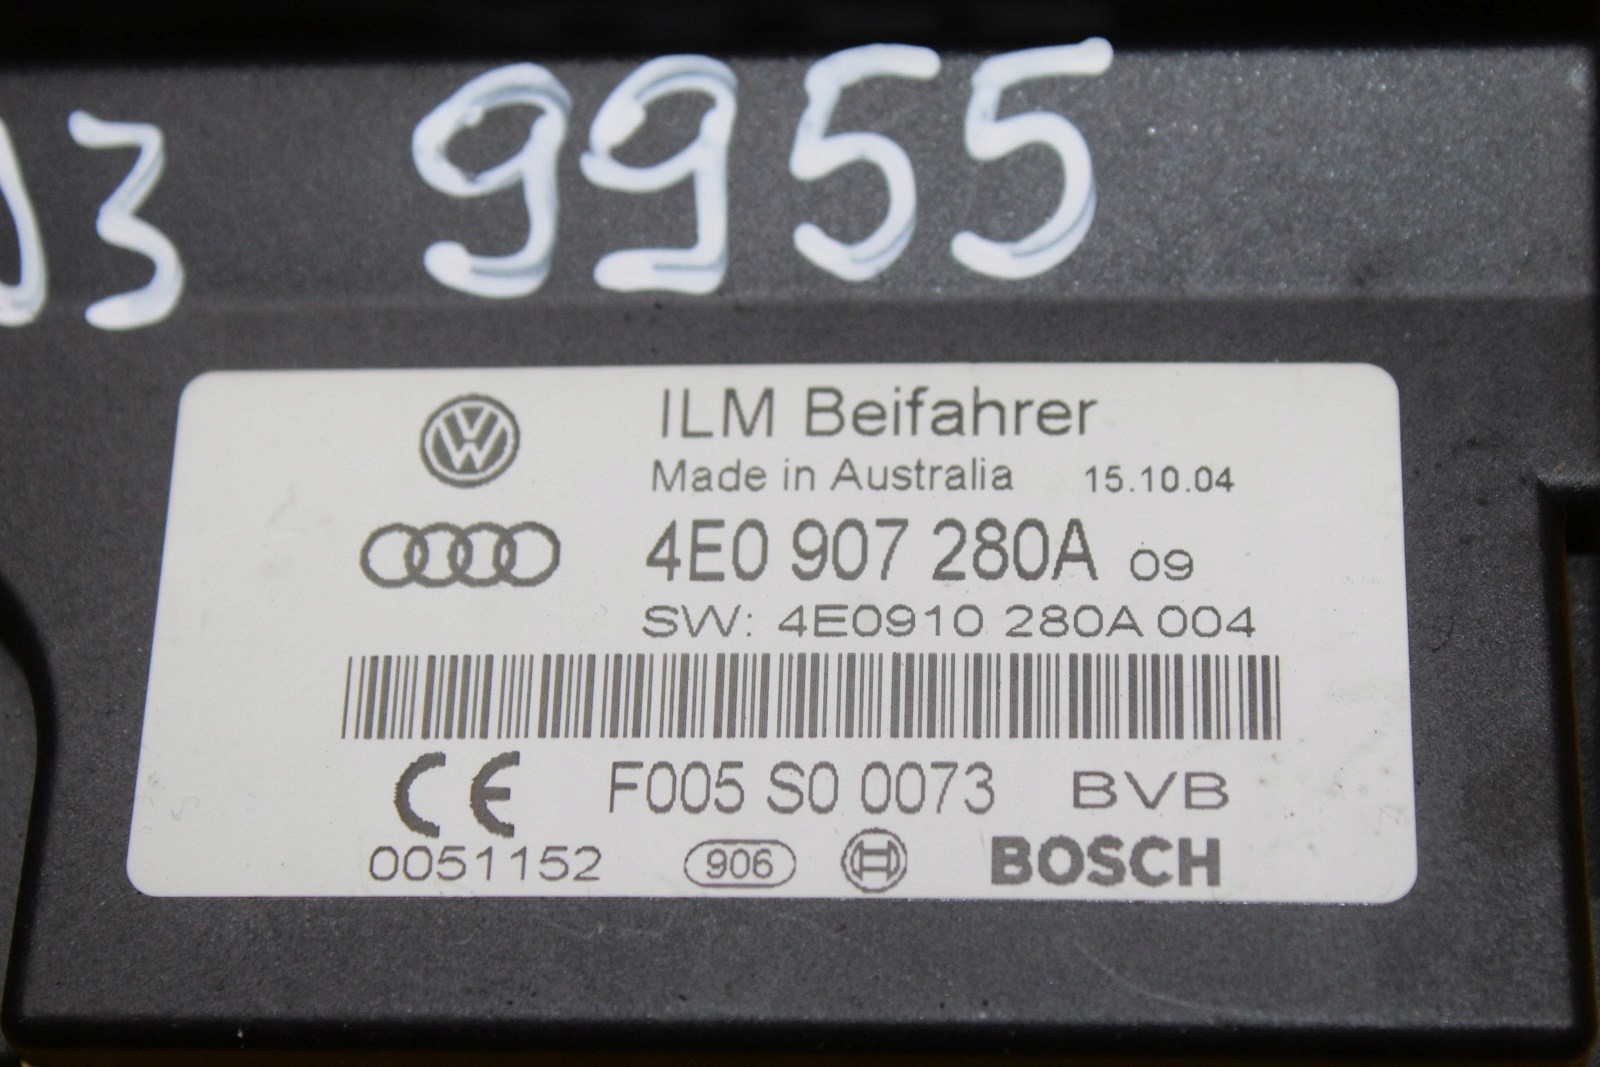 03 9955
ILM Beifahrer
Made in Australia 15.10.04
4E0 907 280A 09
SW: 4E0910 280A 004
CE F005 S0 0073 BVB
0051152 906 BOSCH